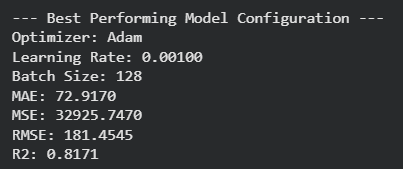 --- Best Performing Model Configuration ---
Optimizer: Adam
Learning Rate: 0.00100
Batch Size: 128
MAE: 72.9170
MSE: 32925.7470
RMSE: 181.4545
R2: 0.8171